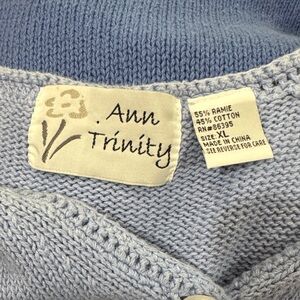 Ann
Trinity
55% RAMIE
45% COTTON
RN#86395
SIZE: XL
MADE IN CHINA
SEE REVERSE FOR CARE